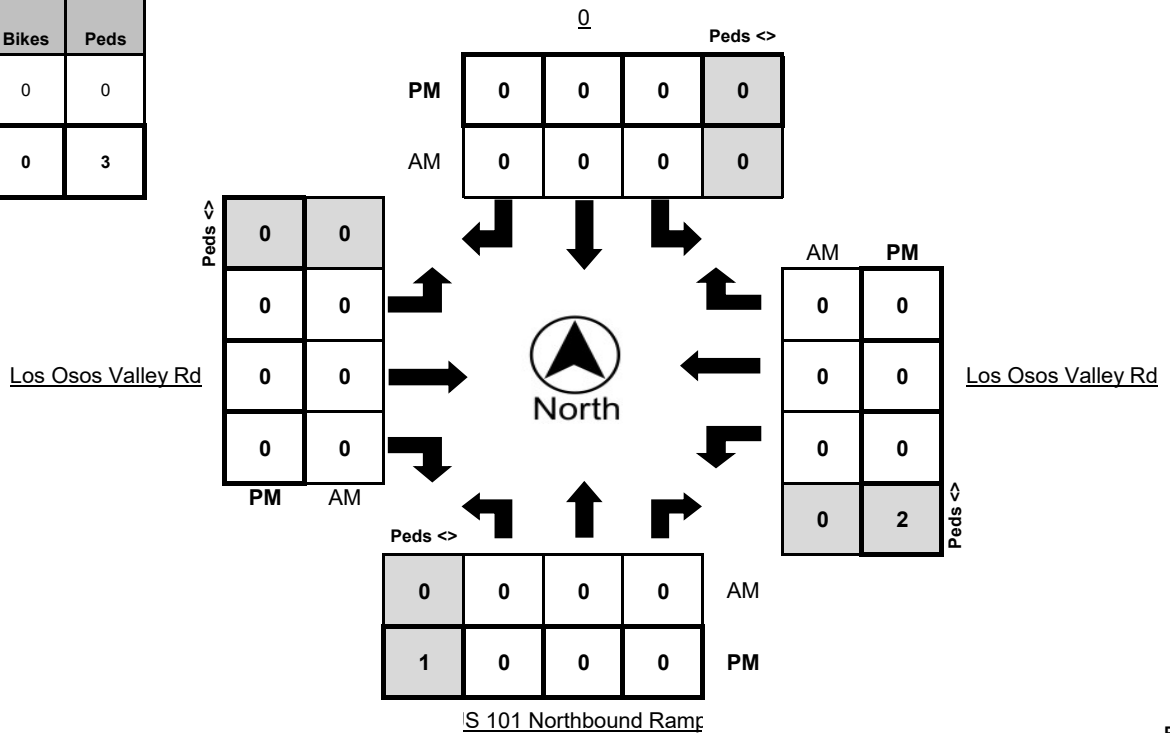 Bikes Peds
0 0
0 3
0
Peds <>
PM 0 0 0 0
AM 0 0 0 0
Peds <>
0 0
0 0
0 0
0 0
PM AM
Los Osos Valley Rd
North
AM PM
0 0
0 0
0 0
0 2
Peds <>
Los Osos Valley Rd
Peds <>
0 0 0 0 AM
1 0 0 0 PM
S 101 Northbound Ramp